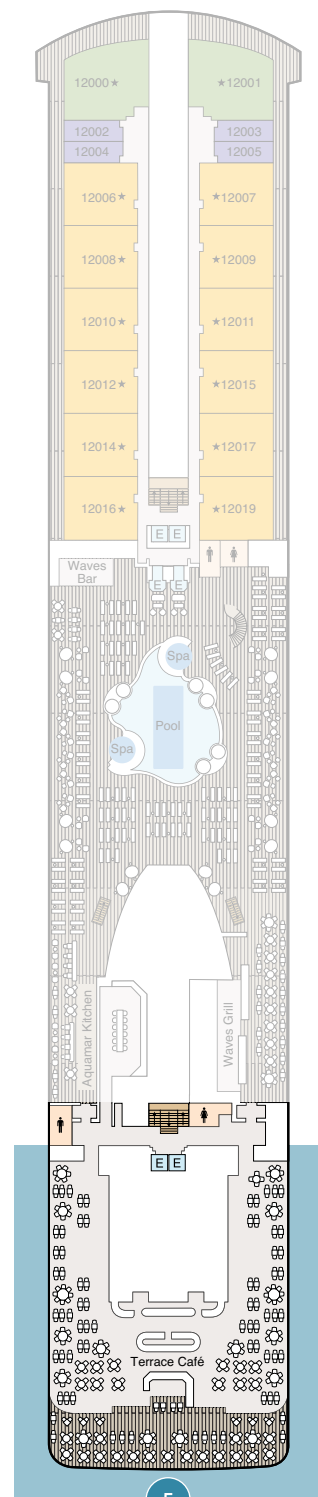 12000★ ★12001
12002 12003
12004 12005
12006★ ★12007
12008★ ★12009
12010★ ★12011
12012★ ★12015
12014★ ★12017
12016★ ★12019
E E
E E
Waves
Bar
Spa
Pool
Spa
Aquamar Kitchen
Waves Grill
E E
Terrace Café